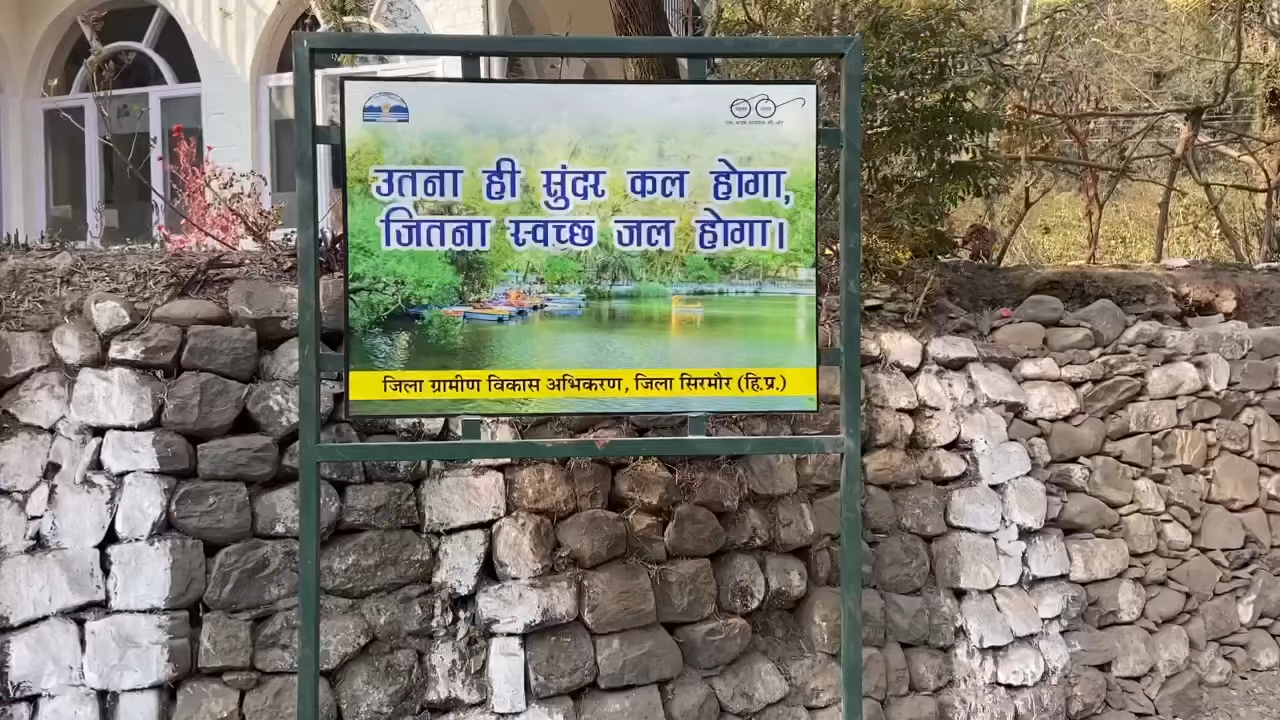 उतना ही सुंदर कल होगा,
जितना स्वच्छ जल होगा।
जिला ग्रामीण विकास अभिकरण, जिला सिरमौर (हि.प्र.)